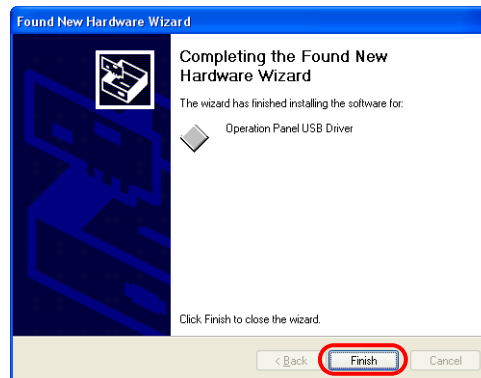 Found New Hardware Wizard
Completing the Found New
Hardware Wizard
The wizard has finished installing the software for:
Operation Panel USB Driver
Click Finish to close the wizard.
< Back Finish Cancel